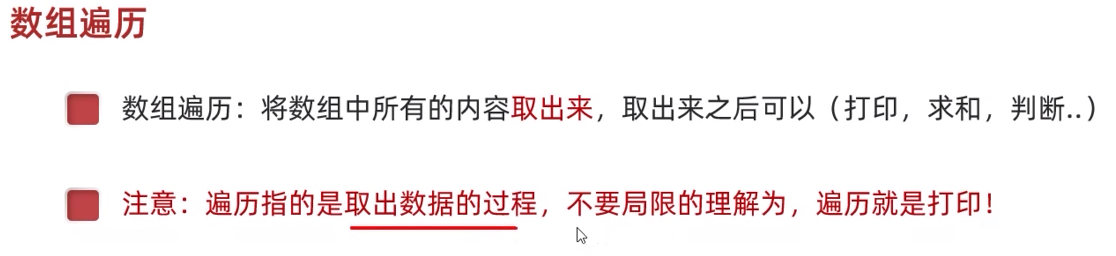 数组遍历
数组遍历：将数组中所有的内容取出来，取出来之后可以（打印，求和，判断..）
注意：遍历指的是取出数据的过程，不要局限的理解为，遍历就是打印！